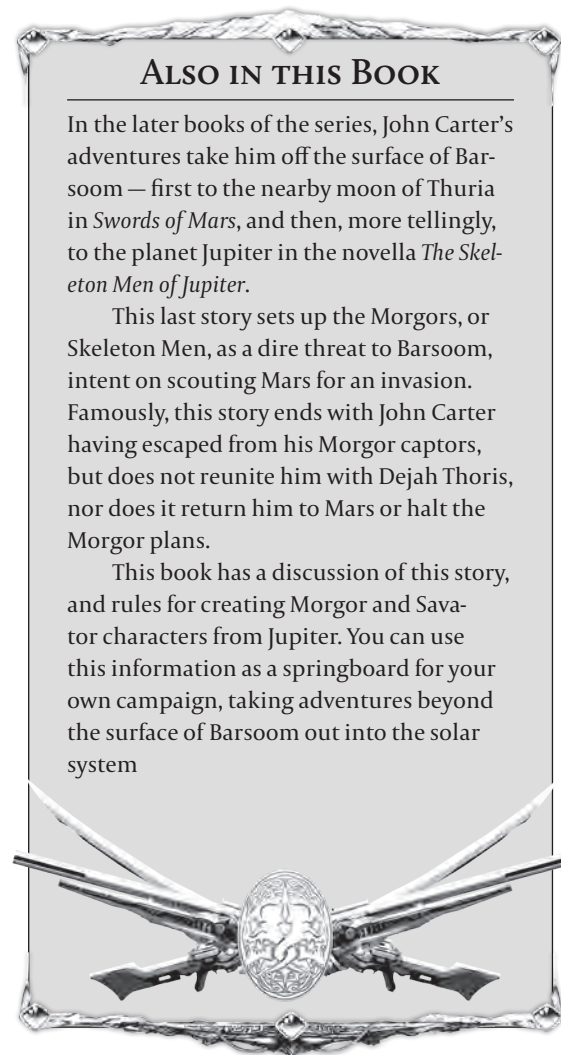 ALSO IN THIS BOOK
In the later books of the series, John Carter’s
adventures take him off the surface of Bar-
soom — first to the nearby moon of Thuria
in Swords of Mars, and then, more tellingly,
to the planet Jupiter in the novella The Skel-
eton Men of Jupiter.
This last story sets up the Morgors, or
Skeleton Men, as a dire threat to Barsoom,
intent on scouting Mars for an invasion.
Famously, this story ends with John Carter
having escaped from his Morgor captors,
but does not reunite him with Dejah Thoris,
nor does it return him to Mars or halt the
Morgor plans.
This book has a discussion of this story,
and rules for creating Morgor and Sava-
tor characters from Jupiter. You can use
this information as a springboard for your
own campaign, taking adventures beyond
the surface of Barsoom out into the solar
system